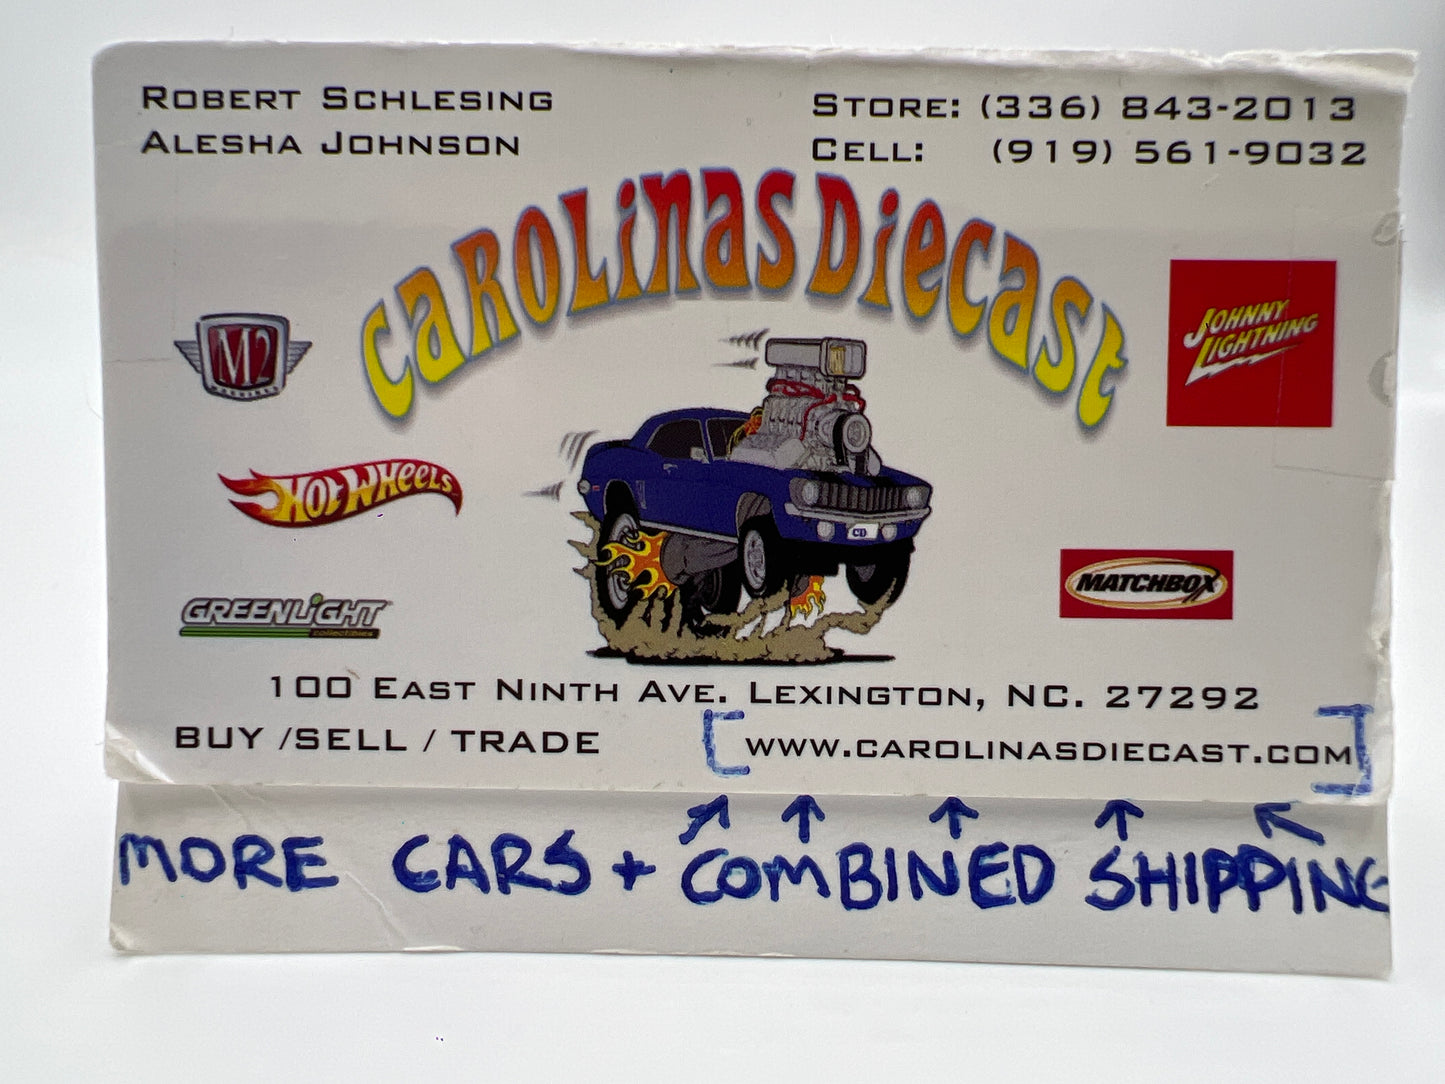 ROBERT SCHLESING
ALESHA JOHNSON
STORE: (336) 843-2013
CELL: (919) 561-9032
CAROLINAS DIECAST
M2
MACHINES
JOHNNY
LIGHTNING
HOT WHEELS
CD
MATCHBOX
GREENLIGHT
collectibles
100 EAST NINTH AVE. LEXINGTON, NC. 27292
BUY /SELL / TRADE
[WWW.CAROLINASDIECAST.COM]
MORE CARS + COMBINED SHIPPING